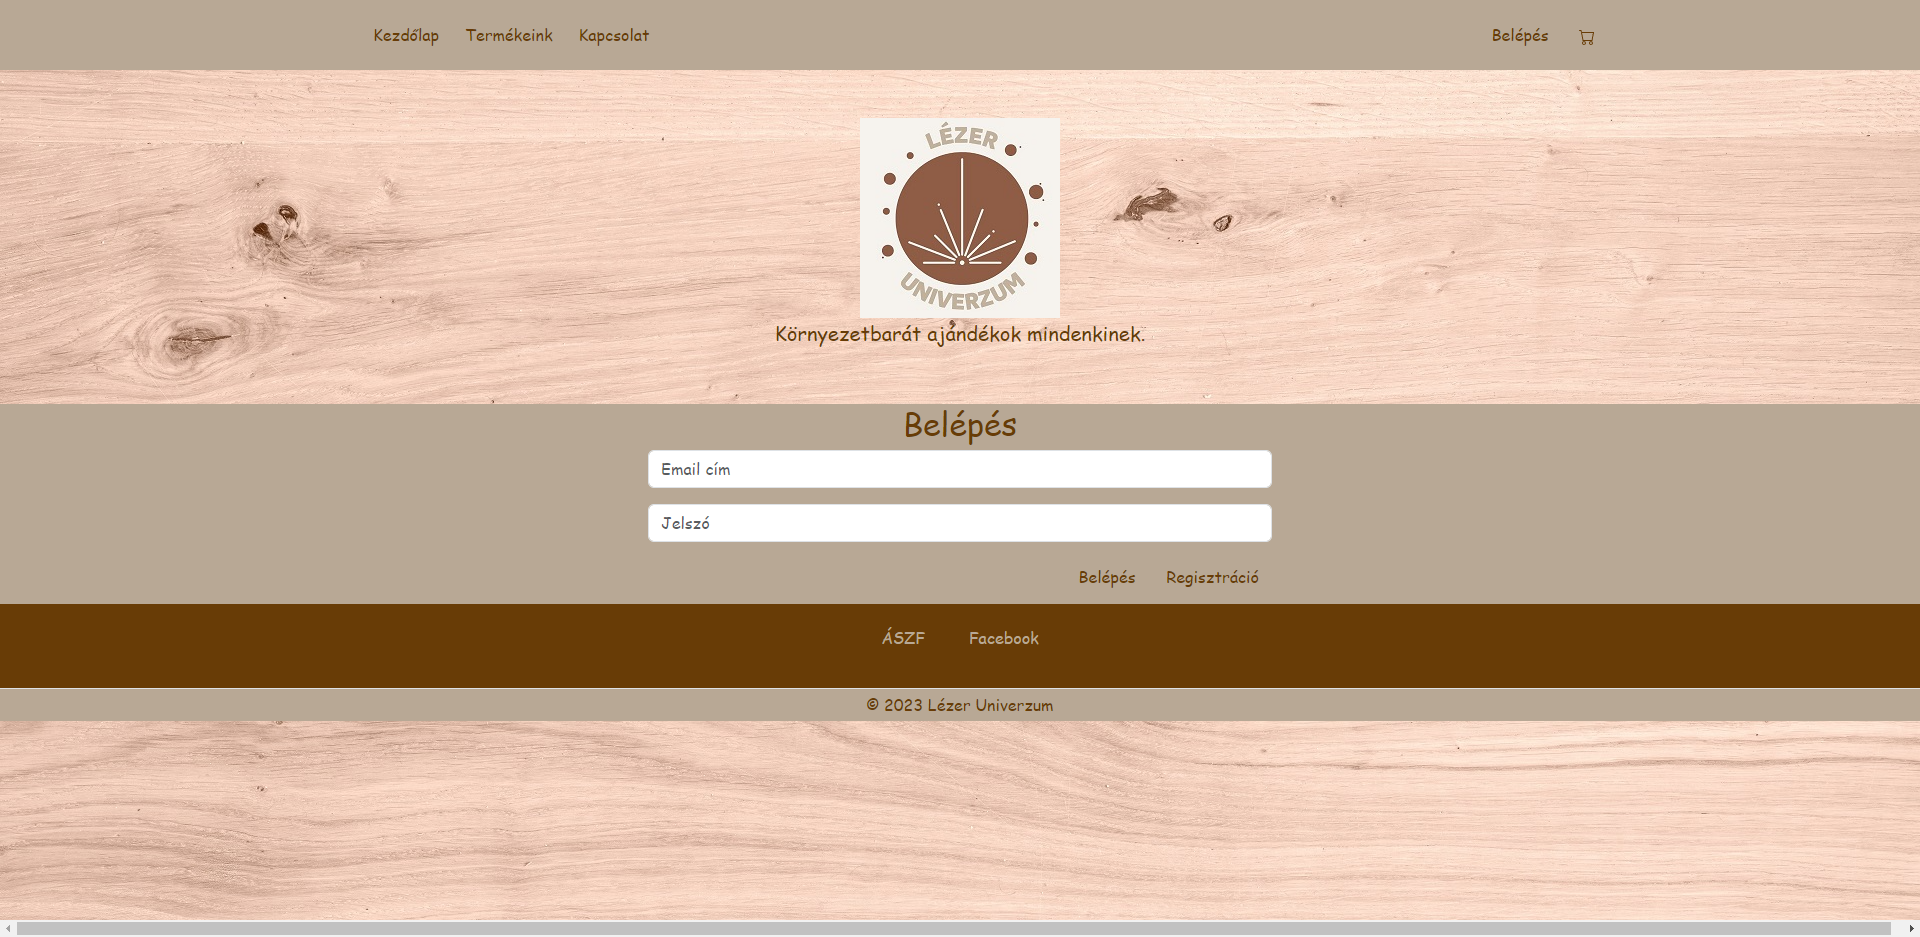 Kezdőlap Termékeink Kapcsolat Belépés
LÉZER
UNIVERZUM
Környezetbarát ajándékok mindenkinek.
Belépés
Email cím
Jelszó
Belépés Regisztráció
ÁSZF Facebook
© 2023 Lézer Univerzum